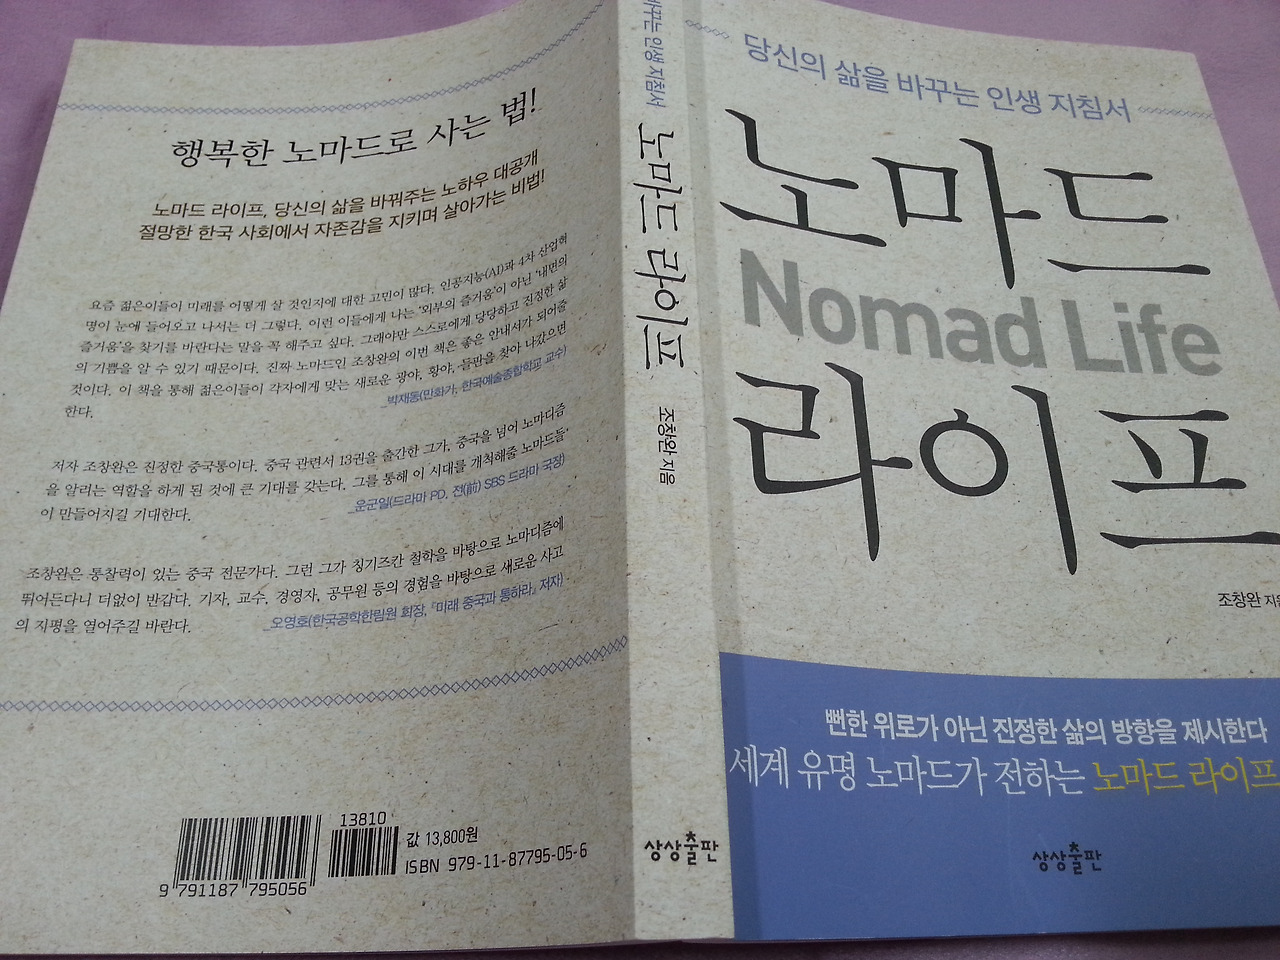 행복한 노마드로 사는 법!
노마드 라이프, 당신의 삶을 바꿔주는 노하우 대공개
절망한 한국 사회에서 자존감을 지키며 살아가는 비법!
요즘 젊은이들이 미래를 어떻게 살 것인지에 대한 고민이 많다. 인공지능(AI)과 4차 산업혁
명이 눈에 들어오고 나서는 더 그렇다. 이런 이들에게 나는 '외부의 즐거움'이 아닌 '내면의
즐거움'을 찾기를 바란다는 말을 꼭 해주고 싶다. 그래야만 스스로에게 당당하고 진정한 삶
의 기쁨을 알 수 있기 때문이다. 진짜 노마드인 조창완의 이번 책은 좋은 안내서가 되어줄
것이다. 이 책을 통해 젊은이들이 각자에게 맞는 새로운 광야, 황야, 들판을 찾아 나갔으면
한다.
_박재동(만화가, 한국예술종합학교 교수)
저자 조창완은 진정한 중국통이다. 중국 관련서 13권을 출간한 그가, 중국을 넘어 노마디즘
을 알리는 역할을 하게 된 것에 큰 기대를 갖는다. 그를 통해 이 시대를 개척해줄 '노마드들'
이 만들어지길 기대한다.
_운군일(드라마 PD, 전(前) SBS 드라마 국장)
조창완은 통찰력이 있는 중국 전문가다. 그런 그가 칭기즈칸 철학을 바탕으로 노마디즘에
뛰어든다니 더없이 반갑다. 기자, 교수, 경영자, 공무원 등의 경험을 바탕으로 새로운 사고
의 지평을 열어주길 바란다.
_오영호(한국공학한림원 회장, 『미래 중국과 통하라』 저자)
13810
값 13,800원
ISBN 979-11-87795-05-6
9 791187 795056
바꾸는 인생 지침서
노마드 라이프
조창완 지음
상상출판
당신의 삶을 바꾸는 인생 지침서
노마드
Nomad Life
라이프
조창완 지음
뻔한 위로가 아닌 진정한 삶의 방향을 제시한다
세계 유명 노마드가 전하는 노마드 라이프
상상출판